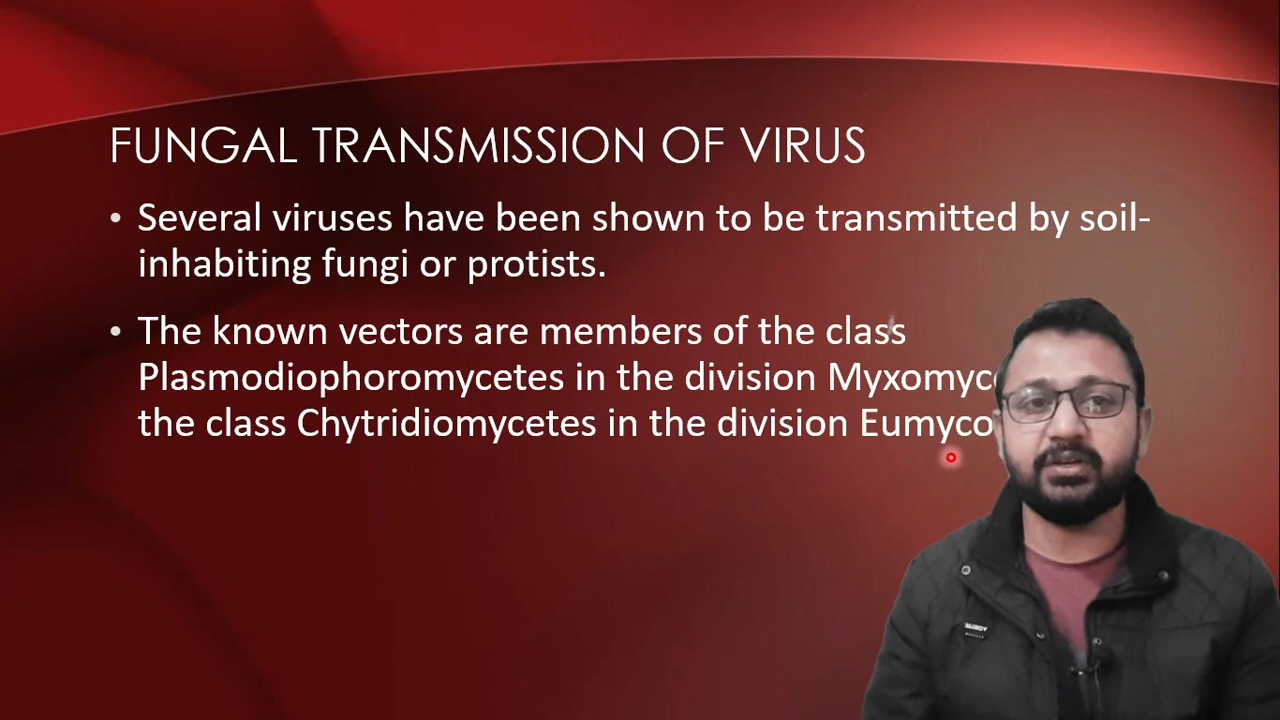 FUNGAL TRANSMISSION OF VIRUS
• Several viruses have been shown to be transmitted by soil-
inhabiting fungi or protists.
• The known vectors are members of the class
Plasmodiophoromycetes in the division
the class Chytridiomycetes in the division